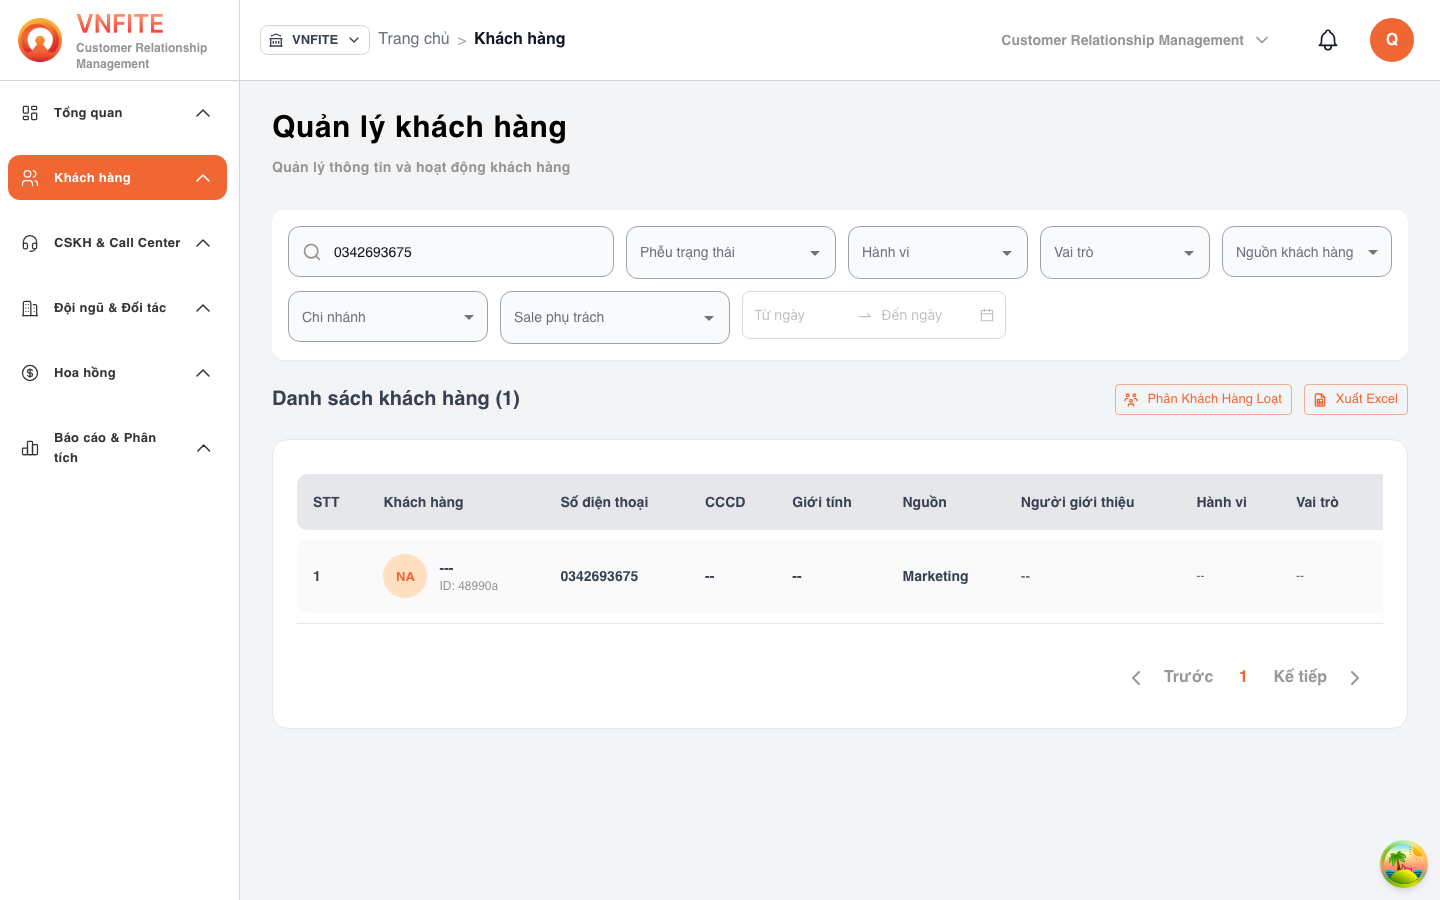 VNFITE
Customer Relationship
Management
VNFITE
Trang chủ > Khách hàng
Customer Relationship Management
Q
Tổng quan
Khách hàng
CSKH & Call Center
Đội ngũ & Đối tác
Hoa hồng
Báo cáo & Phân
tích
Quản lý khách hàng
Quản lý thông tin và hoạt động khách hàng
0342693675
Phễu trạng thái
Hành vi
Vai trò
Nguồn khách hàng
Chi nhánh
Sale phụ trách
Từ ngày
Đến ngày
Danh sách khách hàng (1)
Phân Khách Hàng Loạt
Xuất Excel
STT Khách hàng Số điện thoại CCCD Giới tính Nguồn Người giới thiệu Hành vi Vai trò
1 NA --- 0342693675 -- -- Marketing -- -- --
ID: 48990a
Trước 1 Kế tiếp